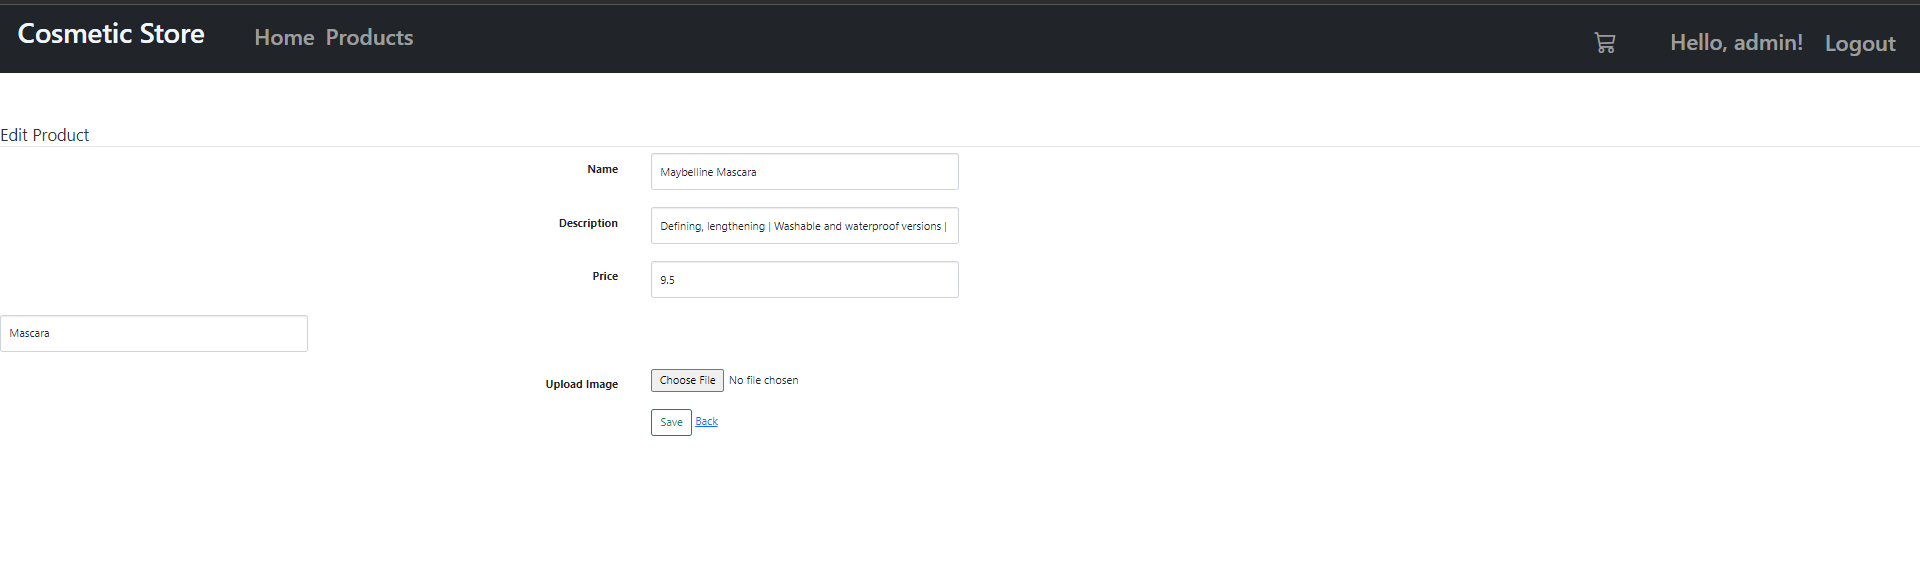 Cosmetic Store Home Products Hello, admin! Logout
Edit Product
Name Maybelline Mascara
Description Defining, lengthening | Washable and waterproof versions |
Price 9.5
Mascara
Upload Image Choose File No file chosen
Save Back